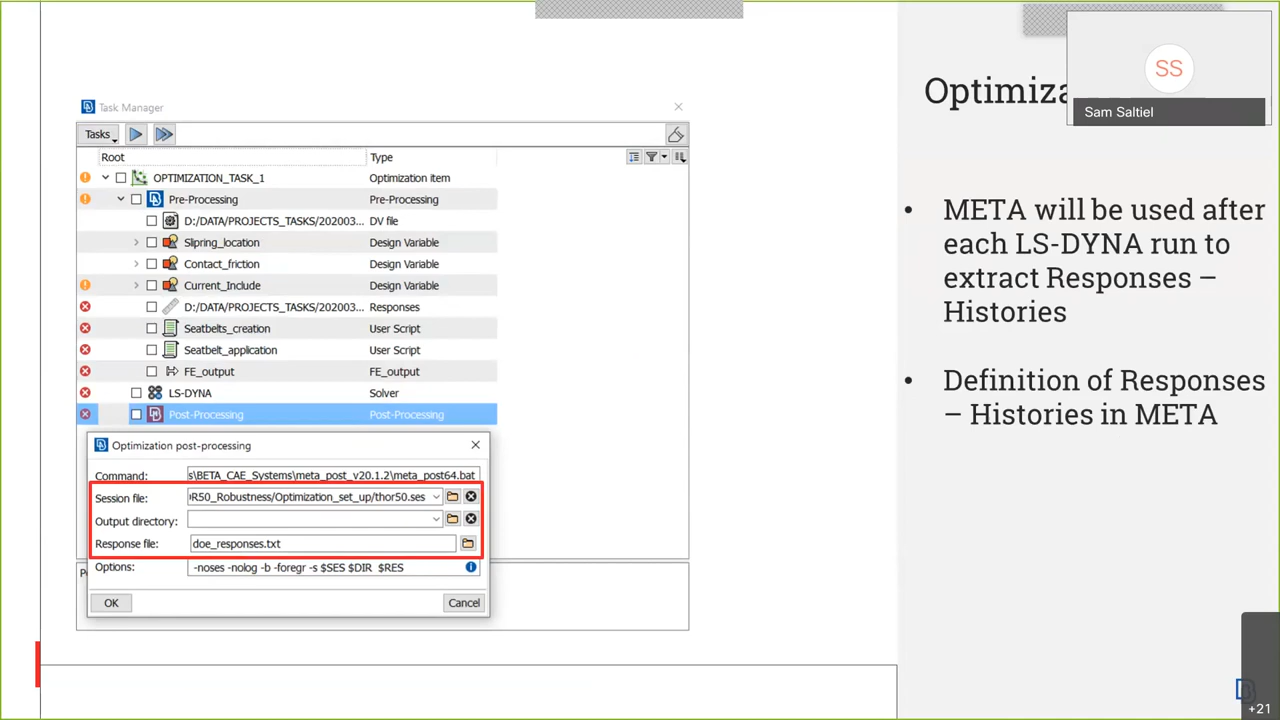 Task Manager
Tasks
Root Type
OPTIMIZATION_TASK_1 Optimization item
Pre-Processing Pre-Processing
D:/DATA/PROJECTS_TASKS/202003... DV file
Slipring_location Design Variable
Contact_friction Design Variable
Current_Include Design Variable
D:/DATA/PROJECTS_TASKS/202003... Responses
Seatbelts_creation User Script
Seatbelt_application User Script
FE_output FE_output
LS-DYNA Solver
Post-Processing Post-Processing
Optimization post-processing
Command: s\BETA_CAE_Systems\meta_post_v20.1.2\meta_post64.bat
Session file: R50_Robustness/Optimization_set_up/thor50.ses
Output directory:
Response file: doe_responses.txt
Options: -noses -nolog -b -foregr -s $SES $DIR $RES
OK Cancel
Optimiza
SS
Sam Saltiel
• META will be used after
each LS-DYNA run to
extract Responses –
Histories
• Definition of Responses
– Histories in META
+21